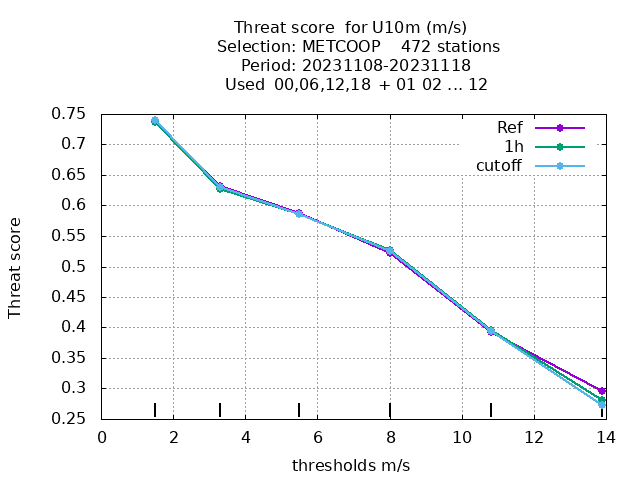 Threat score  for U10m (m/s)
Selection: METCOOP    472 stations
Period: 20231108-20231118
Used  00,06,12,18  + 01 02 ... 12
Ref
1h
cutoff
Threat score
0.75
0.7
0.65
0.6
0.55
0.5
0.45
0.4
0.35
0.3
0.25
0 2 4 6 8 10 12 14
thresholds m/s